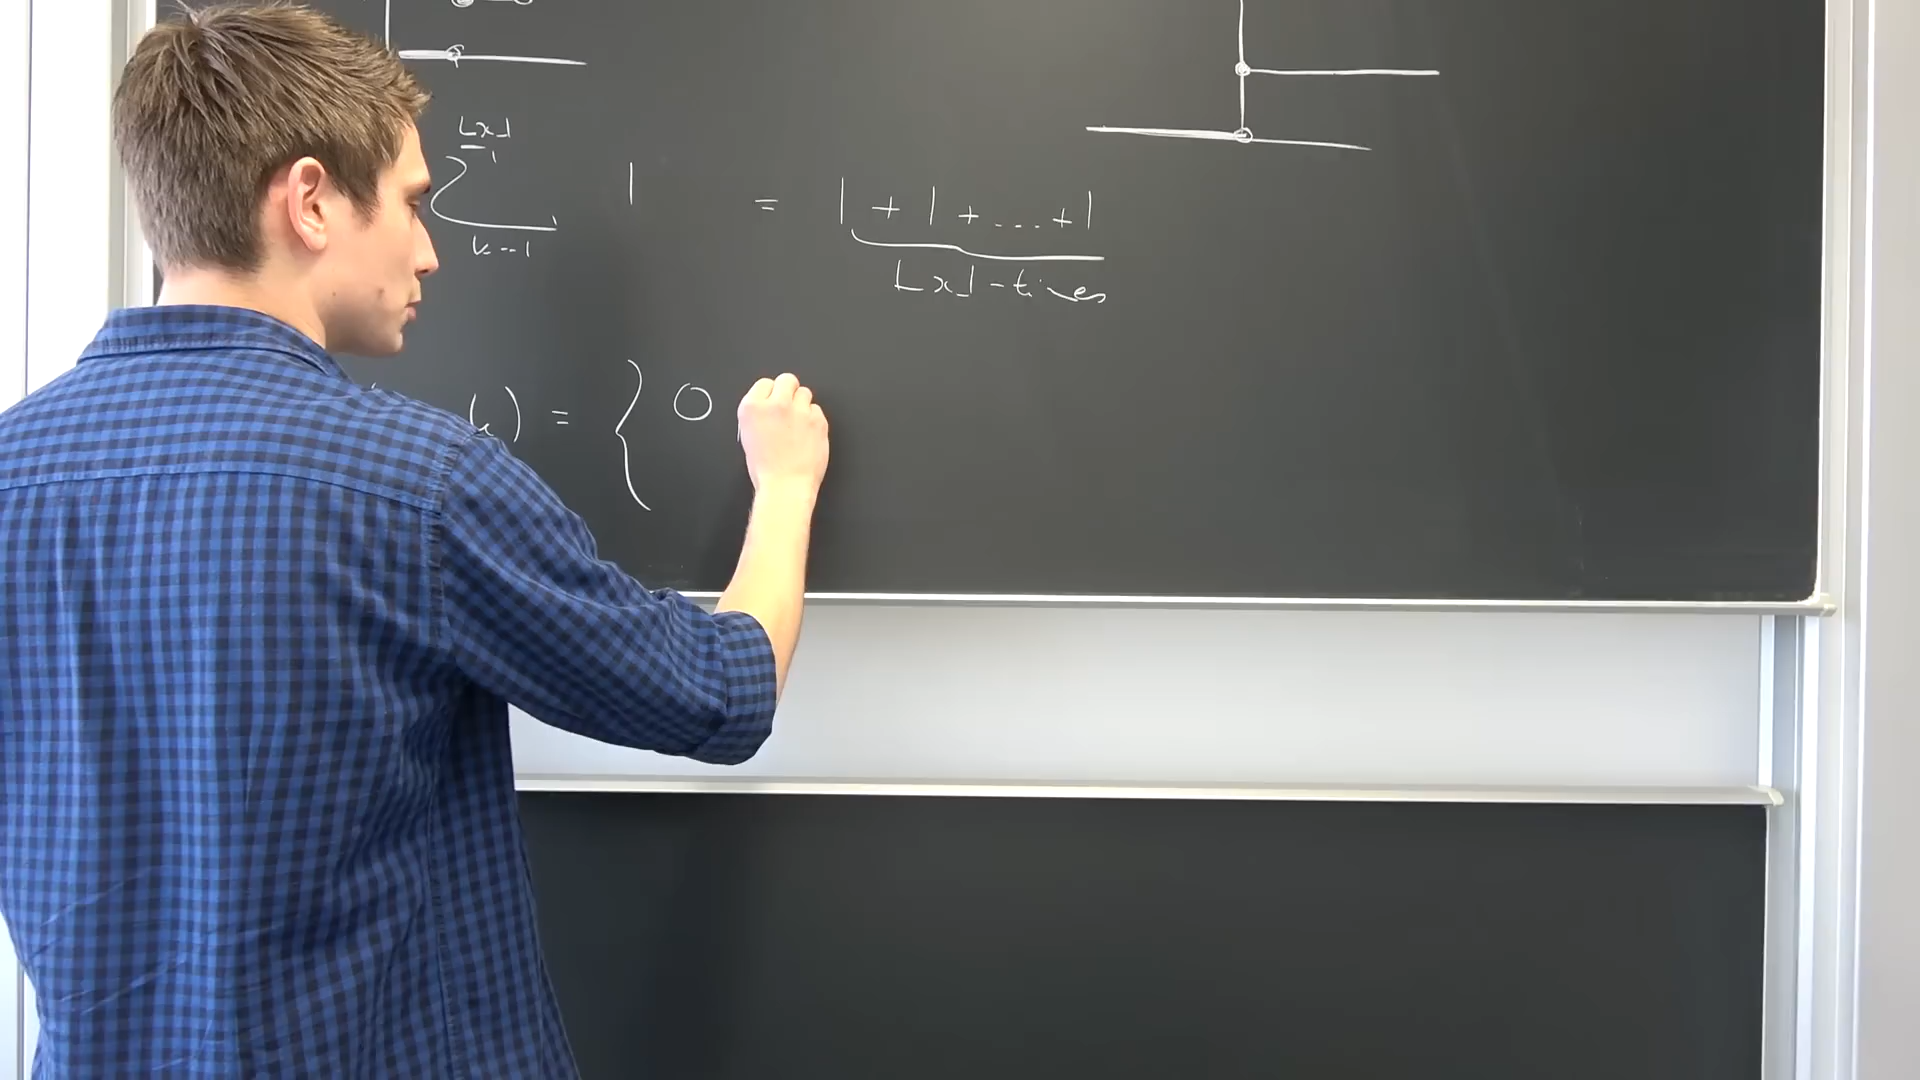 ⌊x⌋
∑ 1 = 1 + 1 + ... + 1
k=1
⌊x⌋ - times
) = { 0